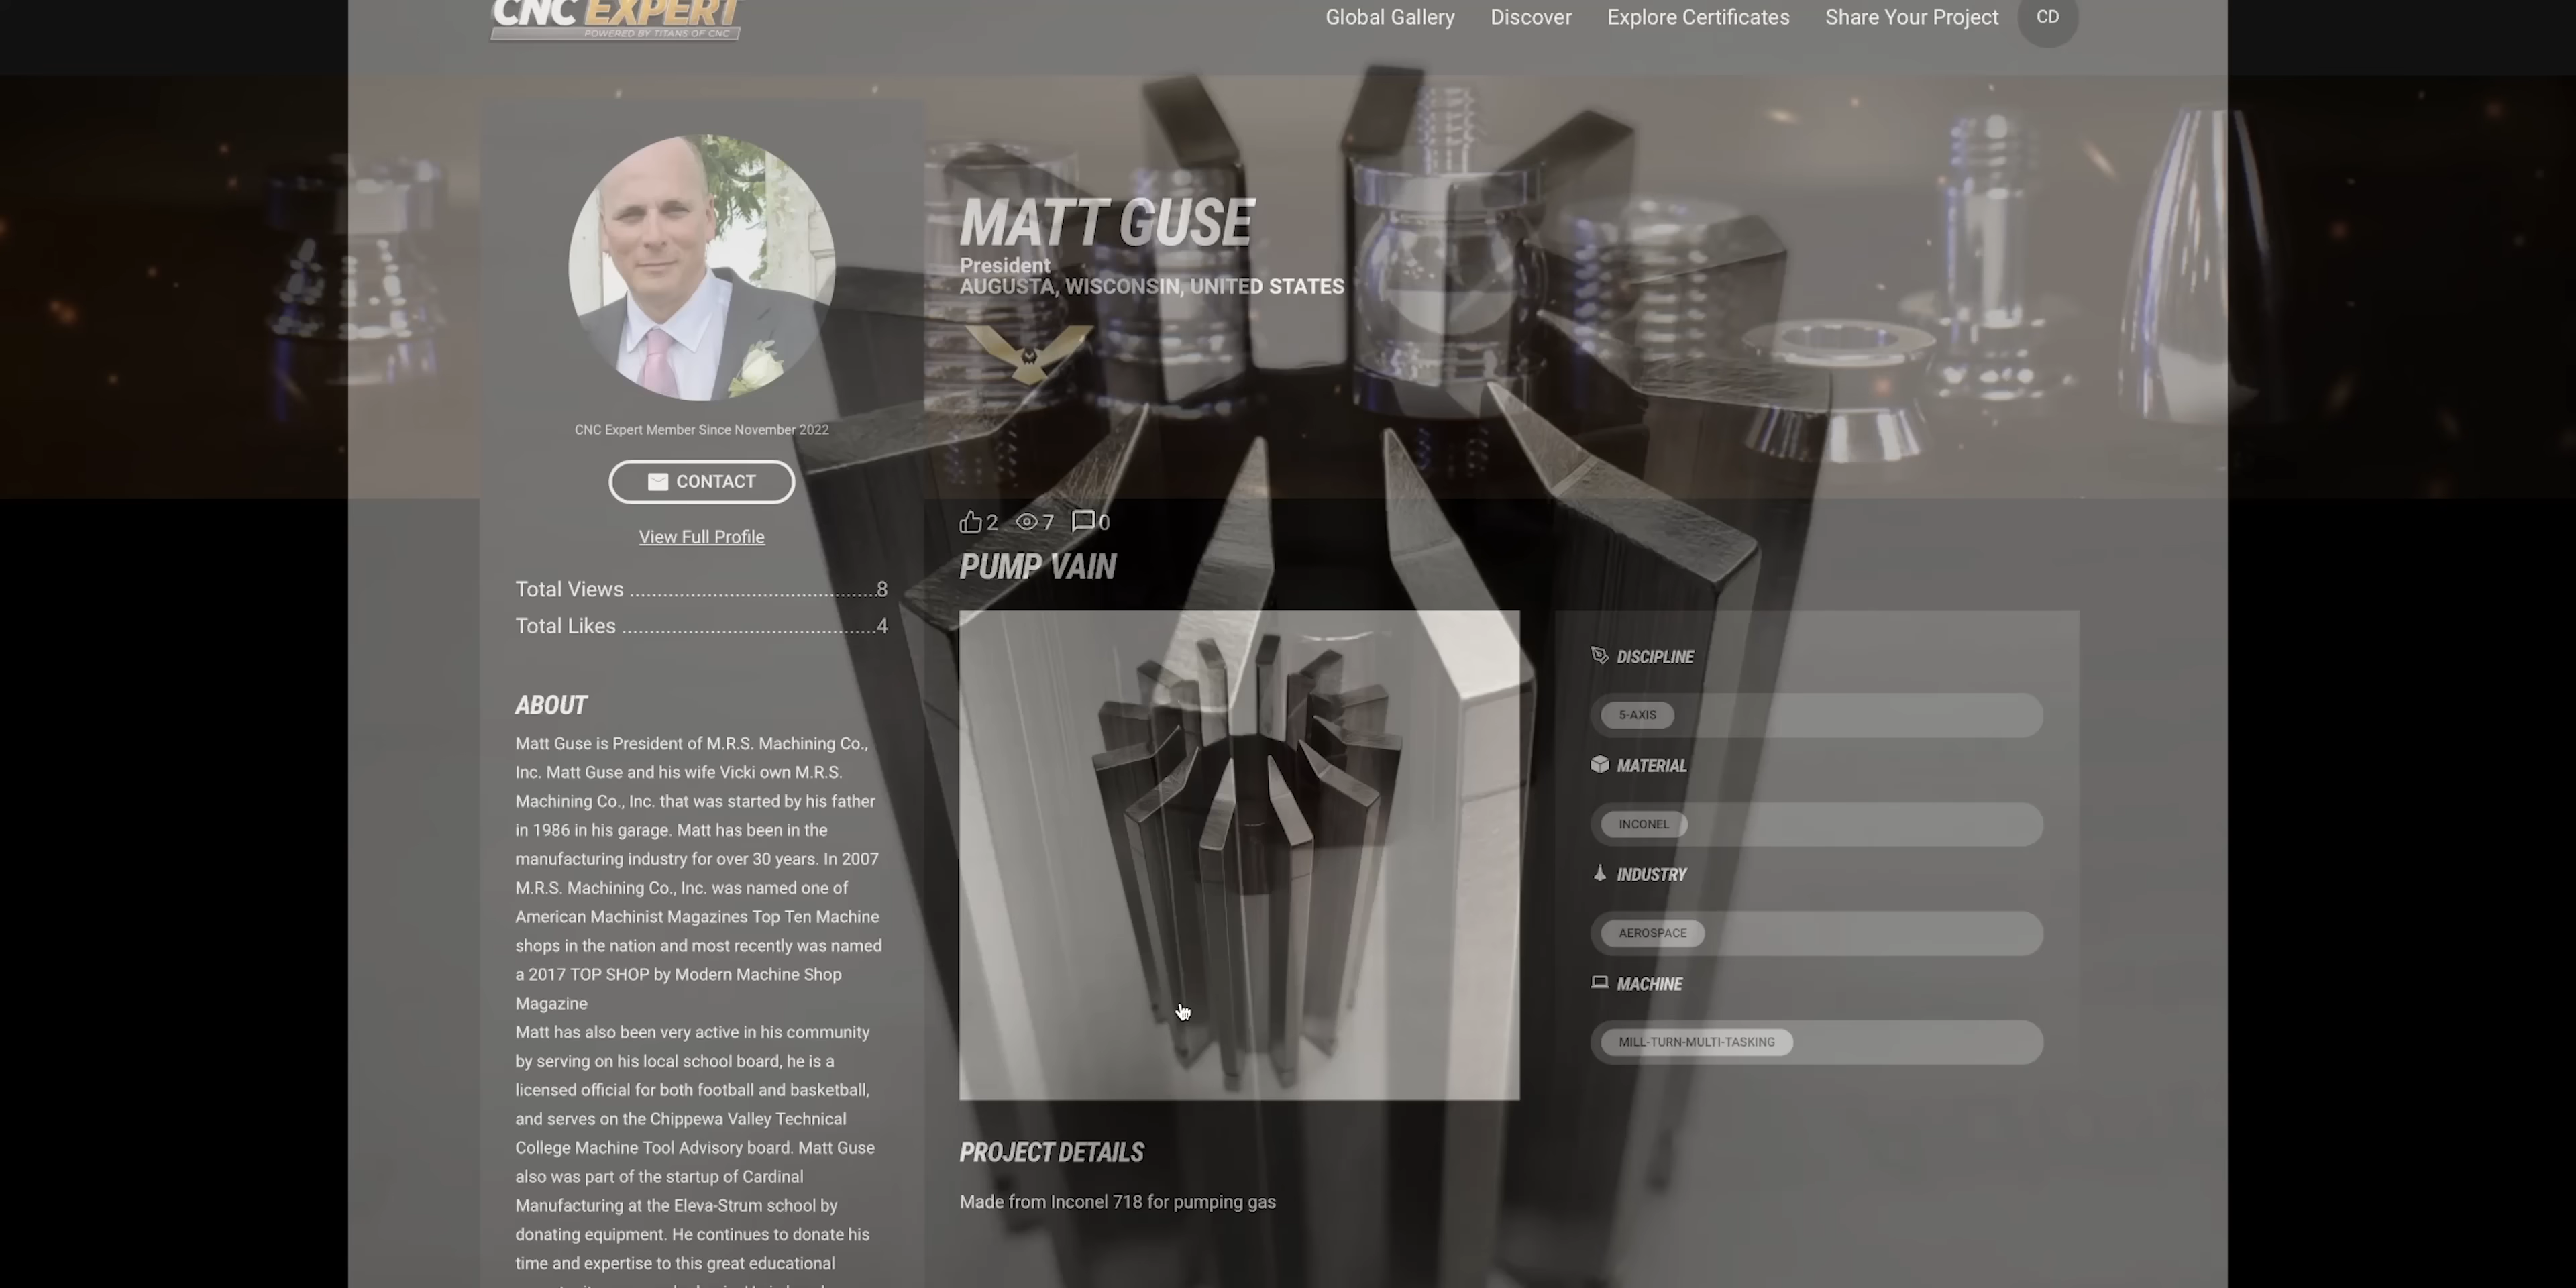 CNC EXPERT
POWERED BY TITANS OF CNC
Global Gallery
Discover
Explore Certificates
Share Your Project
CD
MATT GUSE
President
AUGUSTA, WISCONSIN, UNITED STATES
CNC Expert Member Since November 2022
CONTACT
View Full Profile
Total Views 8
Total Likes 4
ABOUT
Matt Guse is President of M.R.S. Machining Co.,
Inc. Matt Guse and his wife Vicki own M.R.S.
Machining Co., Inc. that was started by his father
in 1986 in his garage. Matt has been in the
manufacturing industry for over 30 years. In 2007
M.R.S. Machining Co., Inc. was named one of
American Machinist Magazines Top Ten Machine
shops in the nation and most recently was named
a 2017 TOP SHOP by Modern Machine Shop
Magazine
Matt has also been very active in his community
by serving on his local school board, he is a
licensed official for both football and basketball,
and serves on the Chippewa Valley Technical
College Machine Tool Advisory board. Matt Guse
also was part of the startup of Cardinal
Manufacturing at the Eleva-Strum school by
donating equipment. He continues to donate his
time and expertise to this great educational
2 7 0
PUMP VAIN
DISCIPLINE
5-AXIS
MATERIAL
INCONEL
INDUSTRY
AEROSPACE
MACHINE
MILL-TURN-MULTI-TASKING
PROJECT DETAILS
Made from Inconel 718 for pumping gas